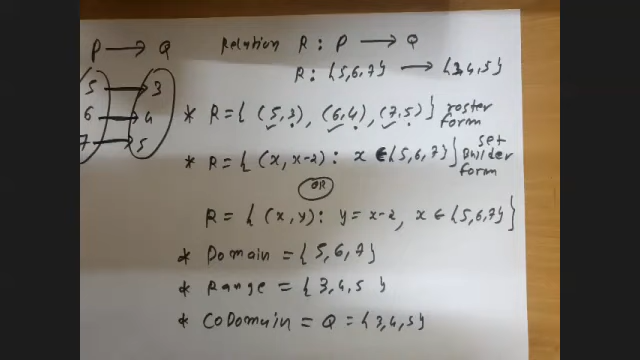 P → Q Relation R : P → Q
R : {5,6,7} → {3,4,5}
5 → 3
6 → 4
7 → 5
* R = { (5,3), (6,4), (7,5) } roster form
* R = { (x, x-2) : x ∈ {5,6,7} } set Builder form
OR
R = { (x, y) : y = x-2, x ∈ {5,6,7} }
* Domain = {5,6,7}
* Range = { 3,4,5 }
* CoDomain = Q = {3,4,5}